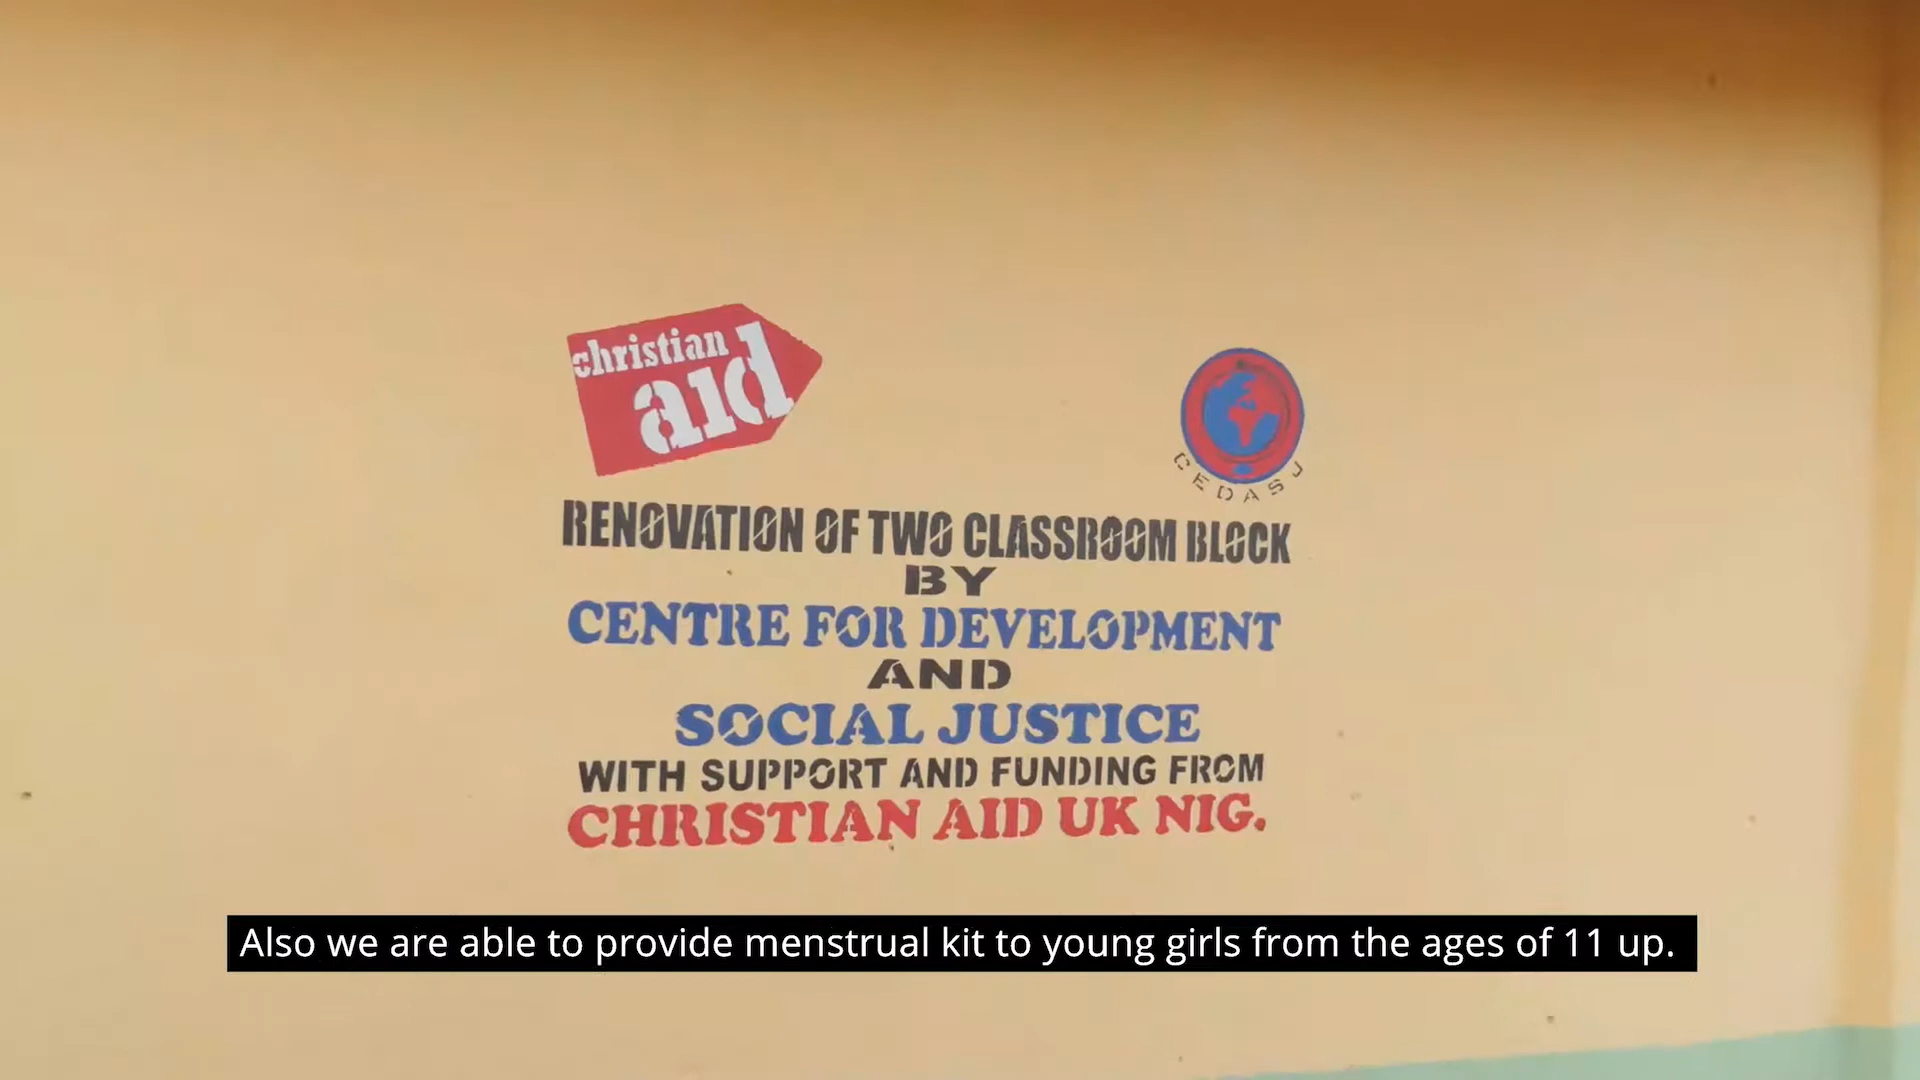 christian
aid
CEDASJ
RENOVATION OF TWO CLASSROOM BLOCK
BY
CENTRE FOR DEVELOPMENT
AND
SOCIAL JUSTICE
WITH SUPPORT AND FUNDING FROM
CHRISTIAN AID UK NIG.
Also we are able to provide menstrual kit to young girls from the ages of 11 up.